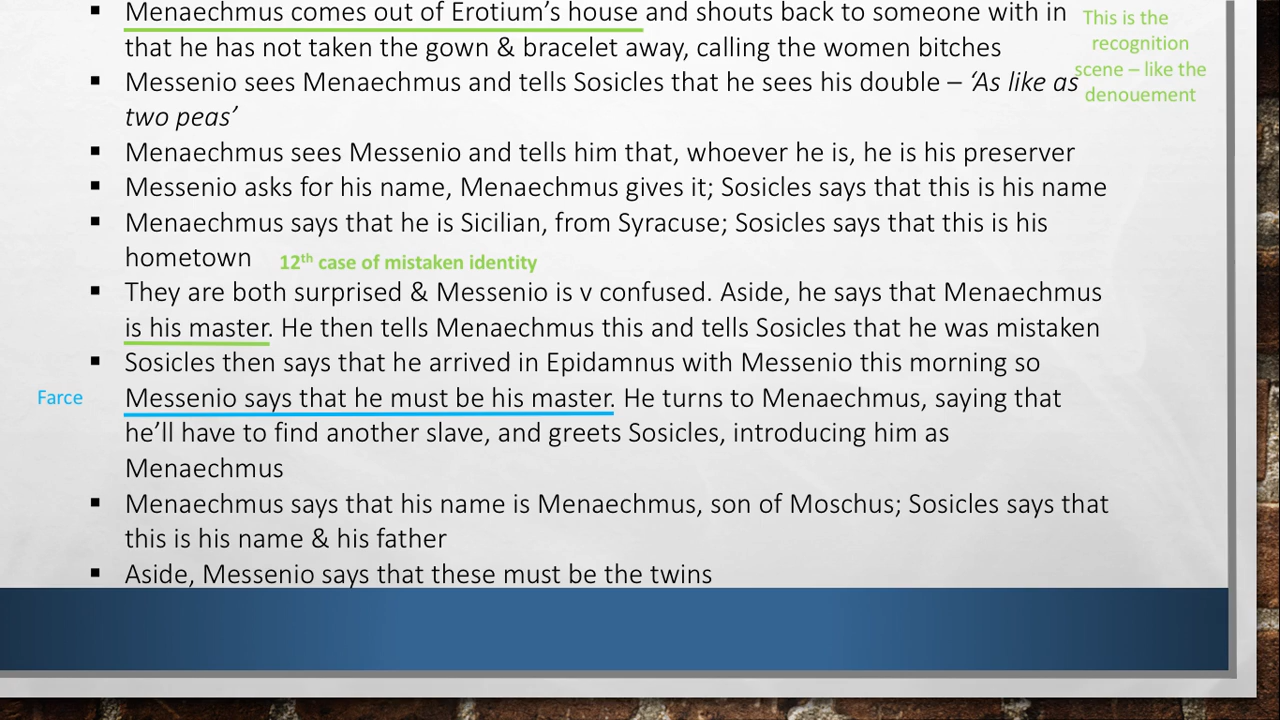 ▪ Menaechmus comes out of Erotium’s house and shouts back to someone with in
that he has not taken the gown & bracelet away, calling the women bitches
This is the
recognition
scene – like the
denouement
▪ Messenio sees Menaechmus and tells Sosicles that he sees his double – ‘As like as
two peas’
▪ Menaechmus sees Messenio and tells him that, whoever he is, he is his preserver
▪ Messenio asks for his name, Menaechmus gives it; Sosicles says that this is his name
▪ Menaechmus says that he is Sicilian, from Syracuse; Sosicles says that this is his
hometown
12th case of mistaken identity
▪ They are both surprised & Messenio is v confused. Aside, he says that Menaechmus
is his master. He then tells Menaechmus this and tells Sosicles that he was mistaken
▪ Sosicles then says that he arrived in Epidamnus with Messenio this morning so
Farce
Messenio says that he must be his master. He turns to Menaechmus, saying that
he’ll have to find another slave, and greets Sosicles, introducing him as
Menaechmus
▪ Menaechmus says that his name is Menaechmus, son of Moschus; Sosicles says that
this is his name & his father
▪ Aside, Messenio says that these must be the twins